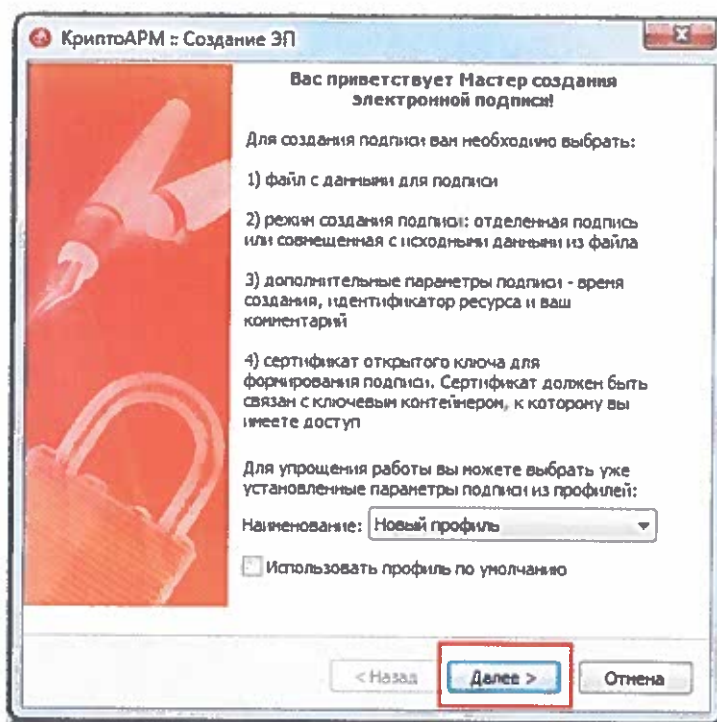 КриптоАРМ :: Создание ЭП
Вас приветствует Мастер создания
электронной подписи!
Для создания подписи вам необходимо выбрать:
1) файл с данными для подписи
2) режим создания подписи: отделенная подпись
или совмещенная с исходными данными из файла
3) дополнительные параметры подписи - время
создания, идентификатор ресурса и ваш
комментарий
4) сертификат открытого ключа для
формирования подписи. Сертификат должен быть
связан с ключевым контейнером, к которому вы
имеете доступ
Для упрощения работы вы можете выбрать уже
установленные параметры подписи из профилей:
Наименование: Новый профиль
Использовать профиль по умолчанию
< Назад Далее > Отмена